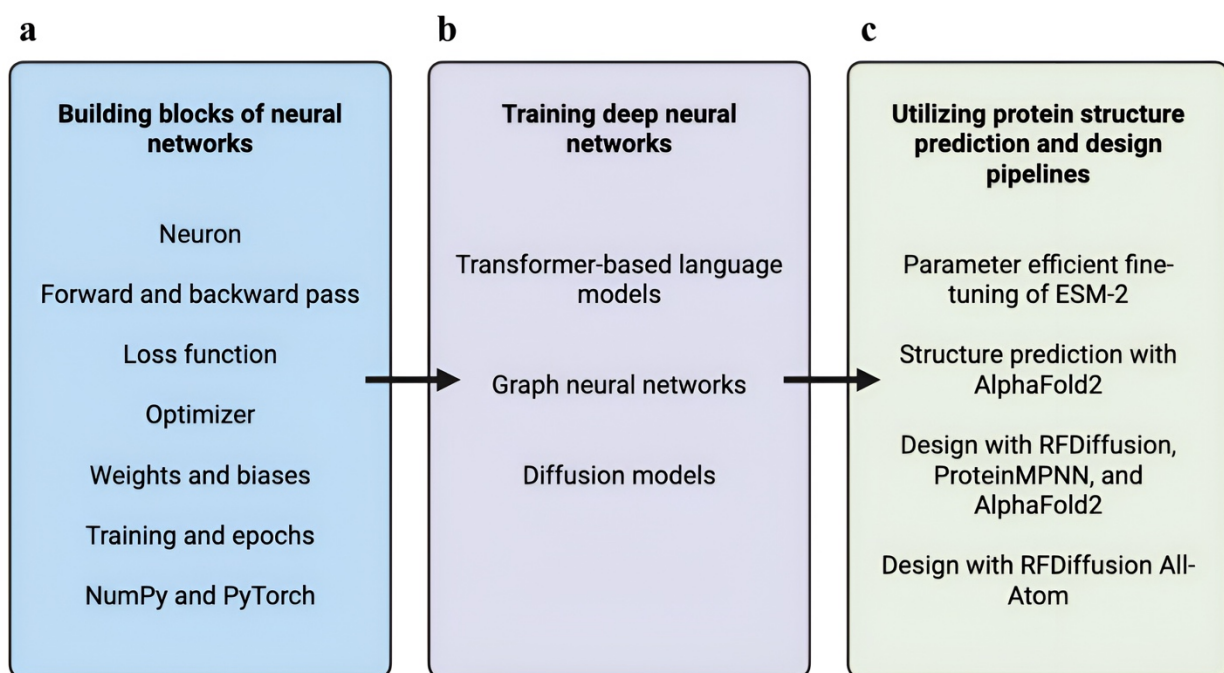 a
Building blocks of neural
networks
Neuron
Forward and backward pass
Loss function
Optimizer
Weights and biases
Training and epochs
NumPy and PyTorch
b
Training deep neural
networks
Transformer-based language
models
Graph neural networks
Diffusion models
c
Utilizing protein structure
prediction and design
pipelines
Parameter efficient fine-
tuning of ESM-2
Structure prediction with
AlphaFold2
Design with RFDiffusion,
ProteinMPNN, and
AlphaFold2
Design with RFDiffusion All-
Atom